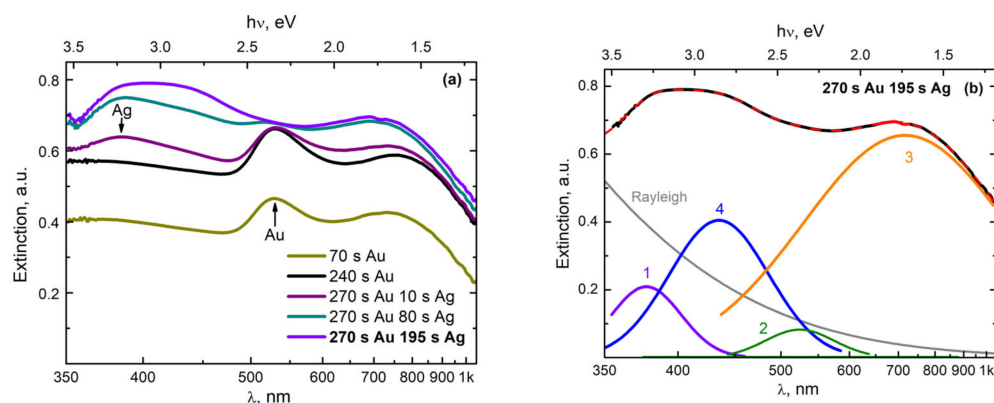 hν, eV
3.5 3.0 2.5 2.0 1.5
(a)
0.8
0.6
0.4
0.2
Extinction, a.u.
Ag
Au
70 s Au
240 s Au
270 s Au 10 s Ag
270 s Au 80 s Ag
270 s Au 195 s Ag
350 400 500 600 700 800 900 1k
λ, nm
hν, eV
3.5 3.0 2.5 2.0 1.5
270 s Au 195 s Ag (b)
0.8
0.6
0.4
0.2
Extinction, a.u.
Rayleigh
1
4
2
3
350 400 500 600 700 800 900 1k
λ, nm